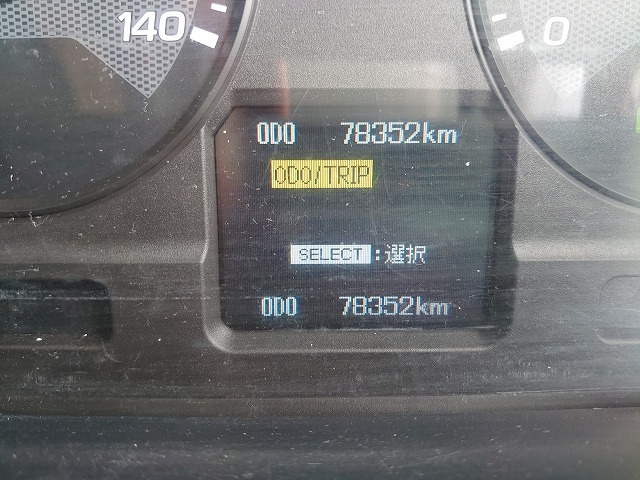 140
0
ODO 78352km
ODO/TRIP
SELECT:選択
ODO 78352km